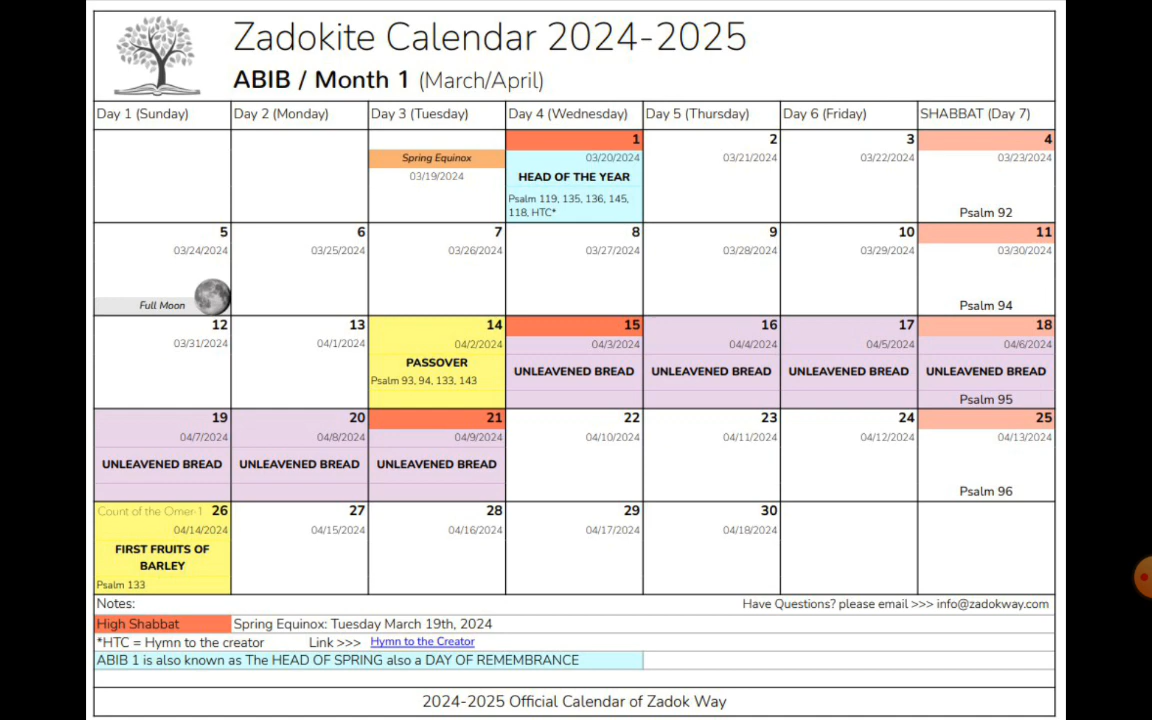 Zadokite Calendar 2024-2025
ABIB / Month 1 (March/April)
Day 1 (Sunday) Day 2 (Monday) Day 3 (Tuesday) Day 4 (Wednesday) Day 5 (Thursday) Day 6 (Friday) SHABBAT (Day 7)
1 2 3 4
Spring Equinox 03/20/2024 03/21/2024 03/22/2024 03/23/2024
03/19/2024 HEAD OF THE YEAR
Psalm 119, 135, 136, 145,
118, HTC* Psalm 92
5 6 7 8 9 10 11
03/24/2024 03/25/2024 03/26/2024 03/27/2024 03/28/2024 03/29/2024 03/30/2024
Full Moon Psalm 94
12 13 14 15 16 17 18
03/31/2024 04/1/2024 04/2/2024 04/3/2024 04/4/2024 04/5/2024 04/6/2024
PASSOVER UNLEAVENED BREAD UNLEAVENED BREAD UNLEAVENED BREAD UNLEAVENED BREAD
Psalm 93, 94, 133, 143
Psalm 95
19 20 21 22 23 24 25
04/7/2024 04/8/2024 04/9/2024 04/10/2024 04/11/2024 04/12/2024 04/13/2024
UNLEAVENED BREAD UNLEAVENED BREAD UNLEAVENED BREAD
Psalm 96
Count of the Omer-1 26 27 28 29 30
04/14/2024 04/15/2024 04/16/2024 04/17/2024 04/18/2024
FIRST FRUITS OF
BARLEY
Psalm 133
Notes: Have Questions? please email >>> info@zadokway.com
High Shabbat Spring Equinox: Tuesday March 19th, 2024
*HTC = Hymn to the creator Link >>> Hymn to the Creator
ABIB 1 is also known as The HEAD OF SPRING also a DAY OF REMEMBRANCE
2024-2025 Official Calendar of Zadok Way